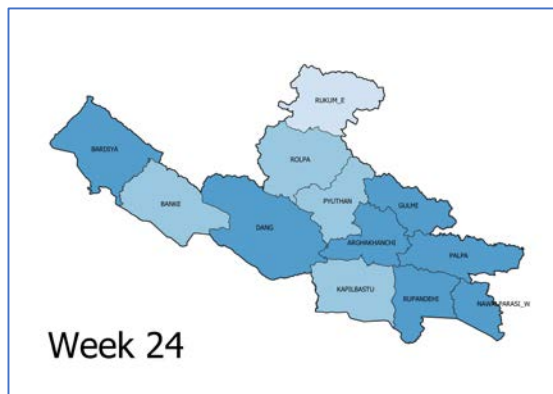 RUKUM_E
ROLPA
BARDIYA
PYUTHAN
BANKE
GULMI
DANG
ARGHAKHANCHI
PALPA
KAPILBASTU
RUPANDEHI
NAWALPARASI_W
Week 24